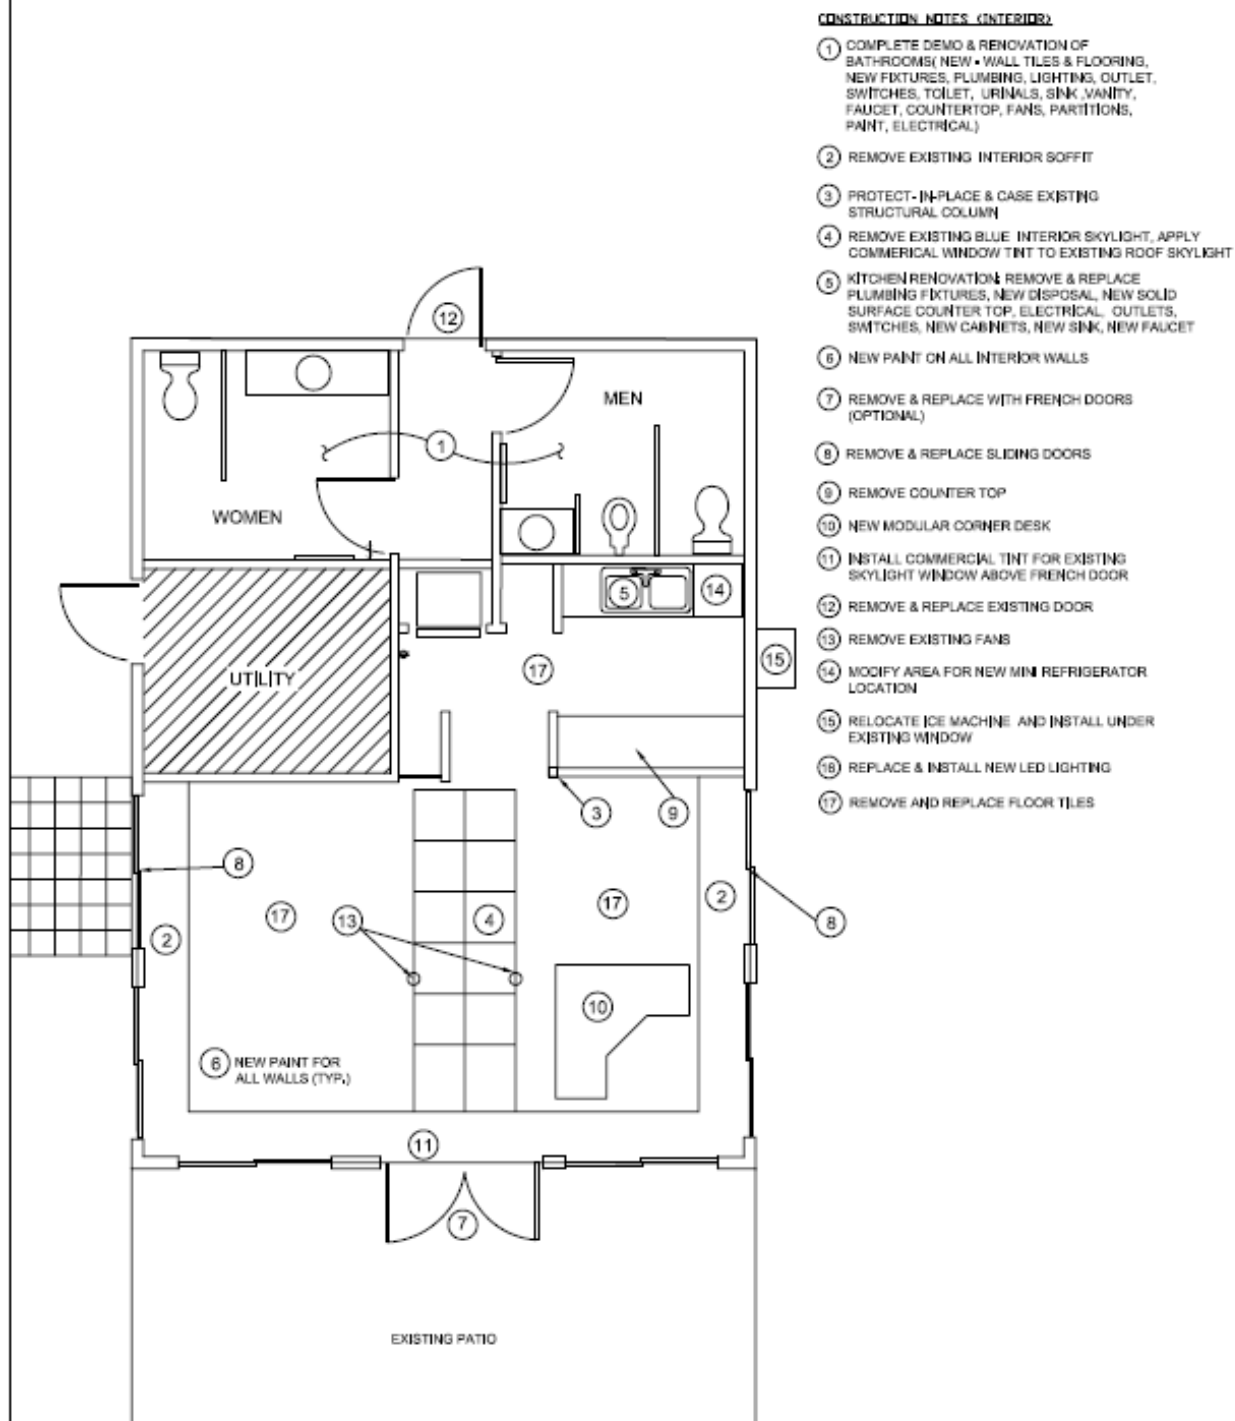 CONSTRUCTION NOTES (INTERIOR)
1 COMPLETE DEMO & RENOVATION OF
BATHROOMS( NEW - WALL TILES & FLOORING,
NEW FIXTURES, PLUMBING, LIGHTING, OUTLET,
SWITCHES, TOILET, URINALS, SINK ,VANITY,
FAUCET, COUNTERTOP, FANS, PARTITIONS,
PAINT, ELECTRICAL)
2 REMOVE EXISTING INTERIOR SOFFIT
3 PROTECT- IN-PLACE & CASE EXISTING
STRUCTURAL COLUMN
4 REMOVE EXISTING BLUE INTERIOR SKYLIGHT, APPLY
COMMERICAL WINDOW TINT TO EXISTING ROOF SKYLIGHT
5 KITCHEN RENOVATION: REMOVE & REPLACE
PLUMBING FIXTURES, NEW DISPOSAL, NEW SOLID
SURFACE COUNTER TOP, ELECTRICAL, OUTLETS,
SWITCHES, NEW CABINETS, NEW SINK, NEW FAUCET
6 NEW PAINT ON ALL INTERIOR WALLS
7 REMOVE & REPLACE WITH FRENCH DOORS
(OPTIONAL)
8 REMOVE & REPLACE SLIDING DOORS
9 REMOVE COUNTER TOP
10 NEW MODULAR CORNER DESK
11 INSTALL COMMERCIAL TINT FOR EXISTING
SKYLIGHT WINDOW ABOVE FRENCH DOOR
12 REMOVE & REPLACE EXISTING DOOR
13 REMOVE EXISTING FANS
14 MODIFY AREA FOR NEW MINI REFRIGERATOR
LOCATION
15 RELOCATE ICE MACHINE AND INSTALL UNDER
EXISTING WINDOW
16 REPLACE & INSTALL NEW LED LIGHTING
17 REMOVE AND REPLACE FLOOR TILES
12
MEN
1
WOMEN
5
14
15
17
UTILITY
3
9
8
2
17
13
4
17
2
8
10
6 NEW PAINT FOR
ALL WALLS (TYP.)
11
7
EXISTING PATIO